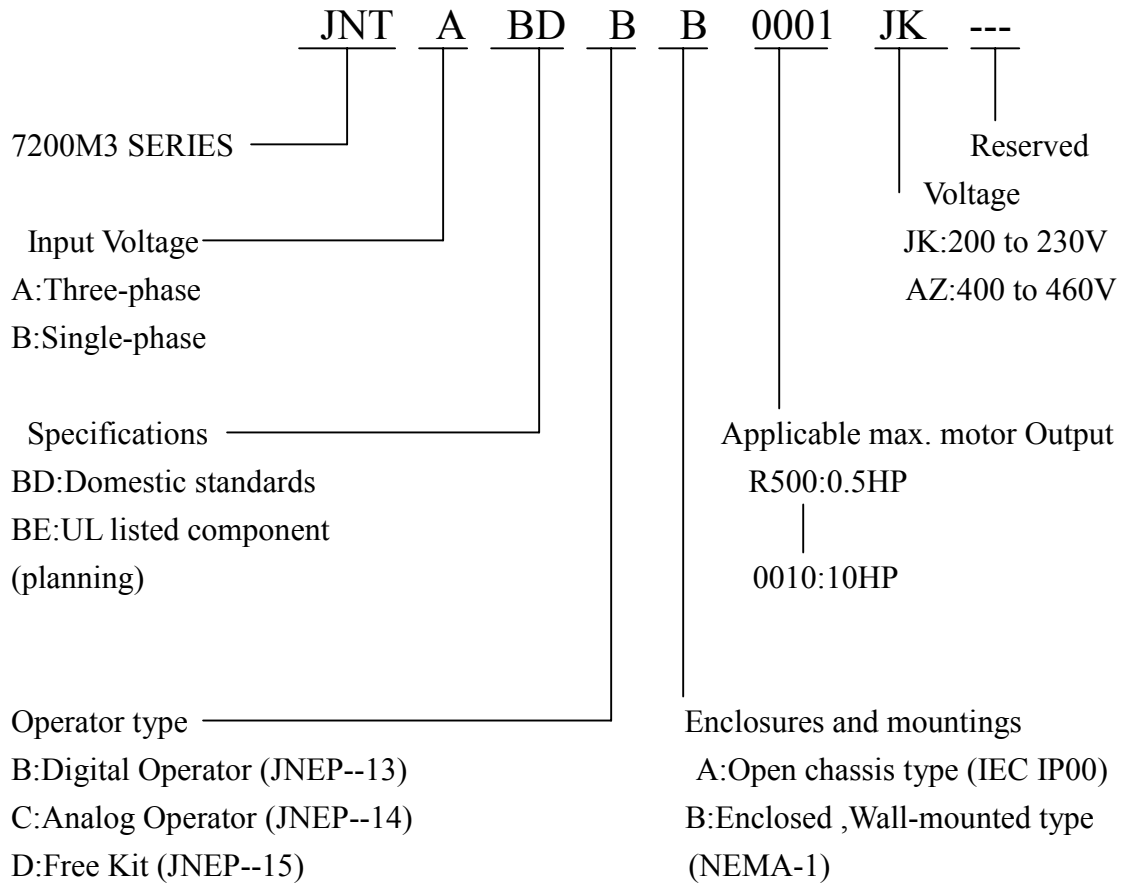 JNT A BD B B 0001 JK ---
7200M3 SERIES
Reserved
Voltage
JK:200 to 230V
AZ:400 to 460V
Input Voltage
A:Three-phase
B:Single-phase
Specifications
BD:Domestic standards
BE:UL listed component
(planning)
Applicable max. motor Output
R500:0.5HP
0010:10HP
Operator type
B:Digital Operator (JNEP--13)
C:Analog Operator (JNEP--14)
D:Free Kit (JNEP--15)
Enclosures and mountings
A:Open chassis type (IEC IP00)
B:Enclosed ,Wall-mounted type
(NEMA-1)